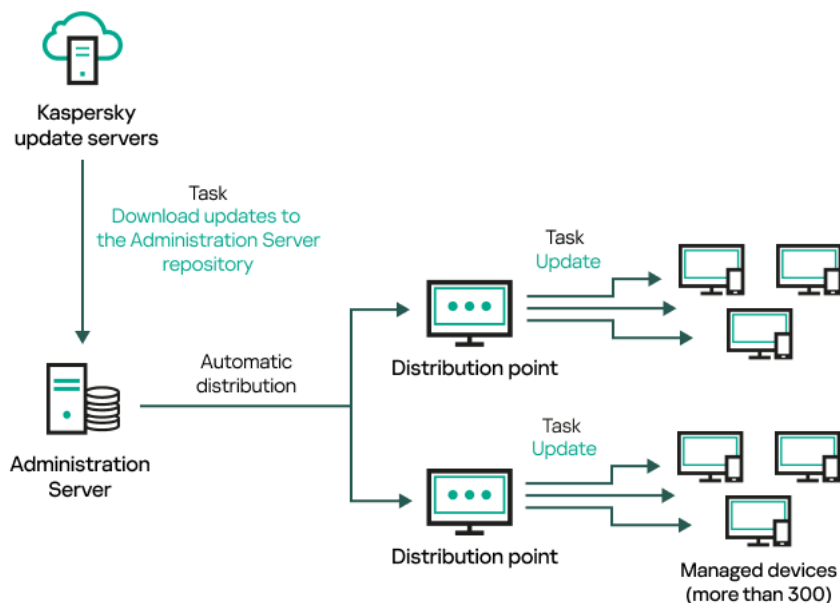 Kaspersky
update servers
Task
Download updates to
the Administration Server
repository
Task
Update
Automatic
distribution
Distribution point
Administration
Server
Task
Update
Distribution point
Managed devices
(more than 300)